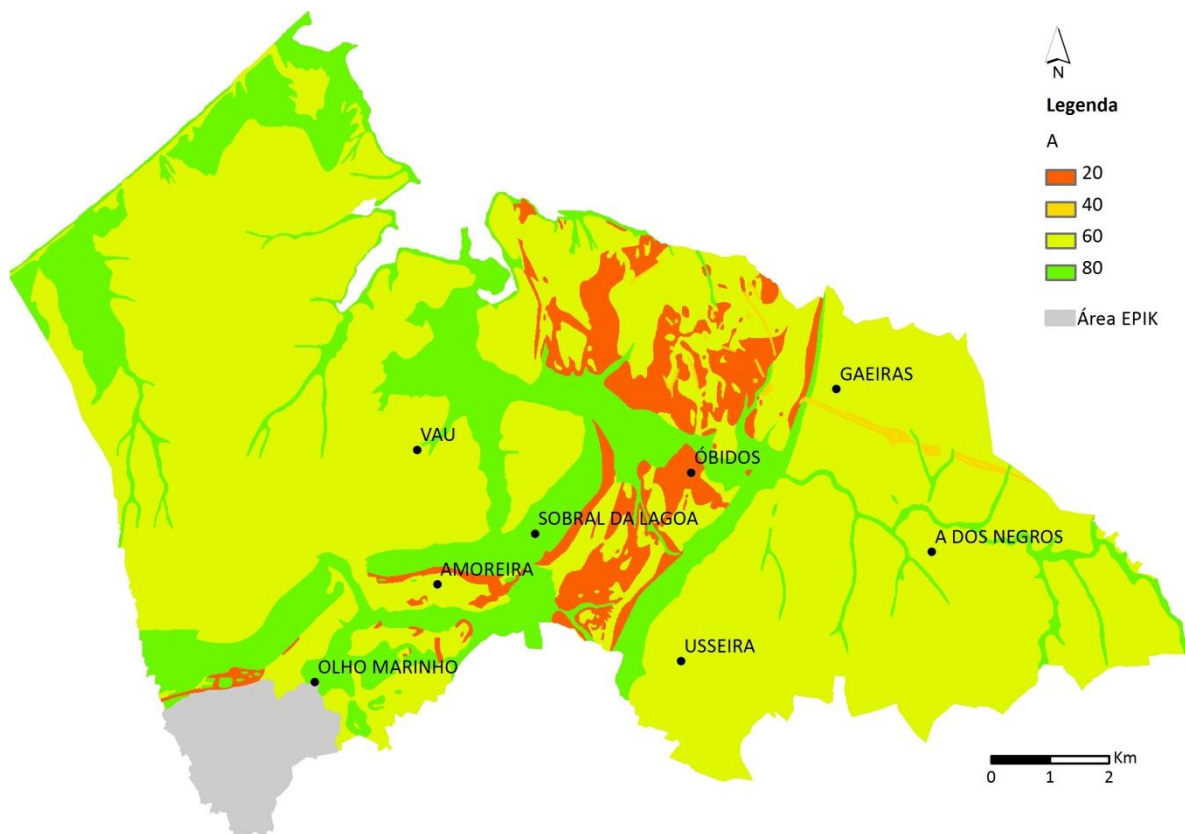 N
Legenda
A
20
40
60
80
Área EPIK
GAEIRAS
VAU
ÓBIDOS
SOBRAL DA LAGOA
A DOS NEGROS
AMOREIRA
USSEIRA
OLHO MARINHO
Km
0 1 2